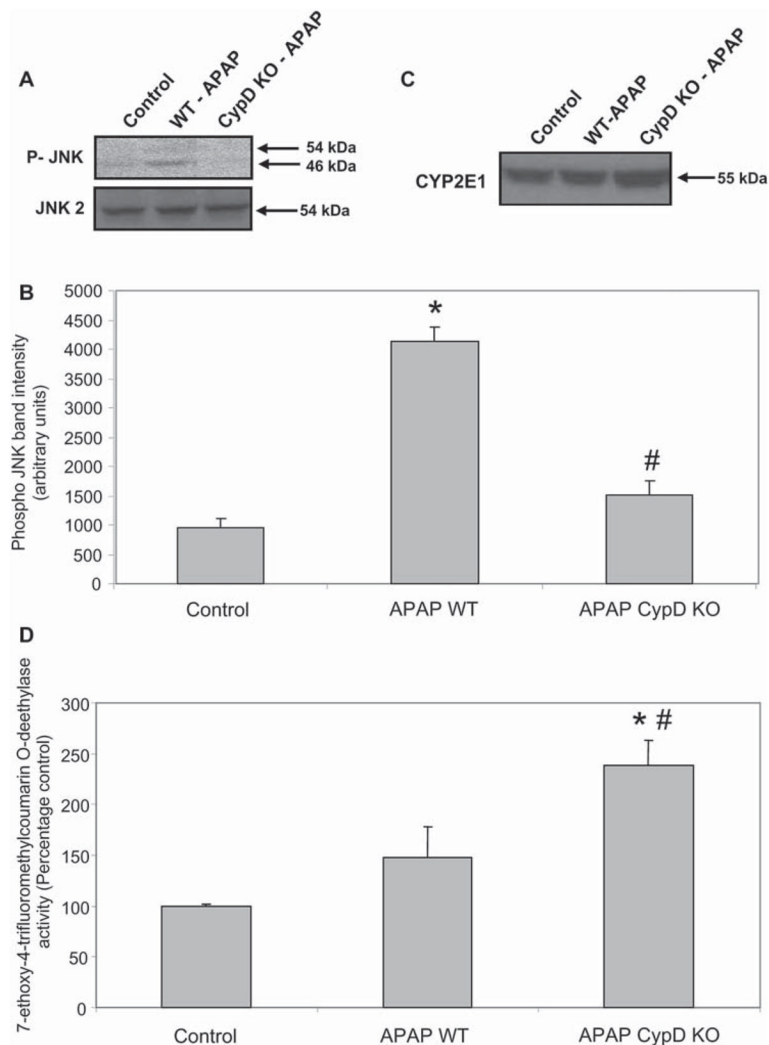 A
Control
WT - APAP
CypD KO - APAP
P- JNK
54 kDa
46 kDa
JNK 2
54 kDa
C
Control
WT-APAP
CypD KO - APAP
CYP2E1
55 kDa
B
Phospho JNK band intensity
(arbitrary units)
5000
4500
4000
3500
3000
2500
2000
1500
1000
500
0
*
#
Control
APAP WT
APAP CypD KO
D
7-ethoxy-4-trifluoromethylcoumarin O-deethylase
activity (Percentage control)
300
250
200
150
100
50
0
* #
Control
APAP WT
APAP CypD KO